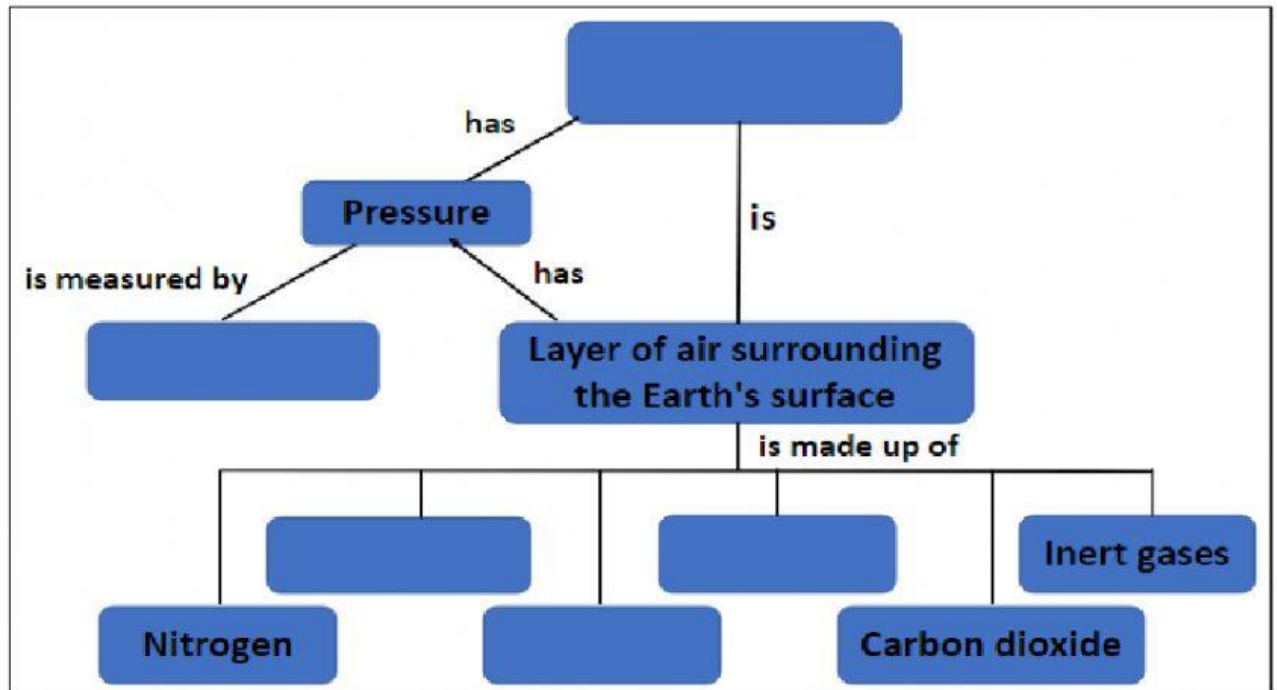 has
Pressure
is
is measured by
has
Layer of air surrounding
the Earth's surface
is made up of
Inert gases
Nitrogen
Carbon dioxide